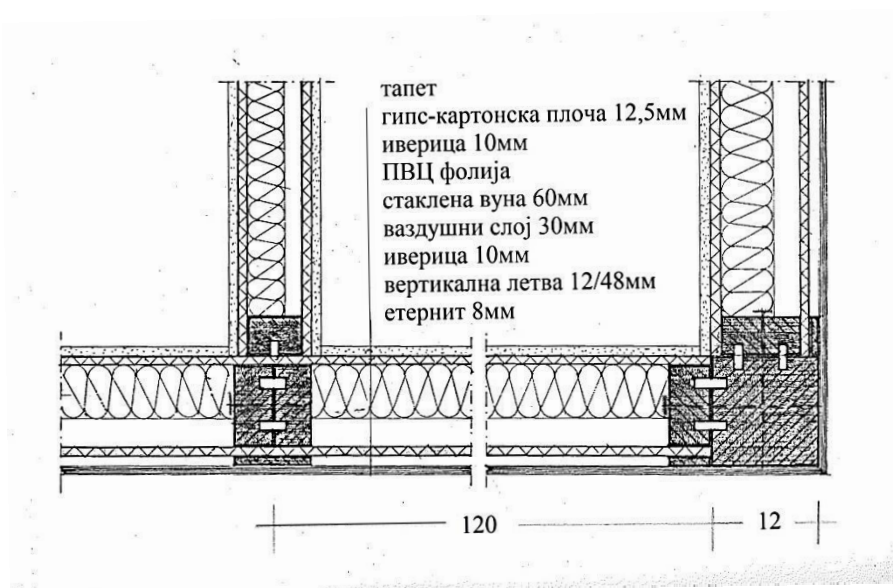 тапет
гипс-картонска плоча 12,5мм
иверица 10мм
ПВЦ фолија
стаклена вуна 60мм
ваздушни слој 30мм
иверица 10мм
вертикална летва 12/48мм
етернит 8мм
120
12